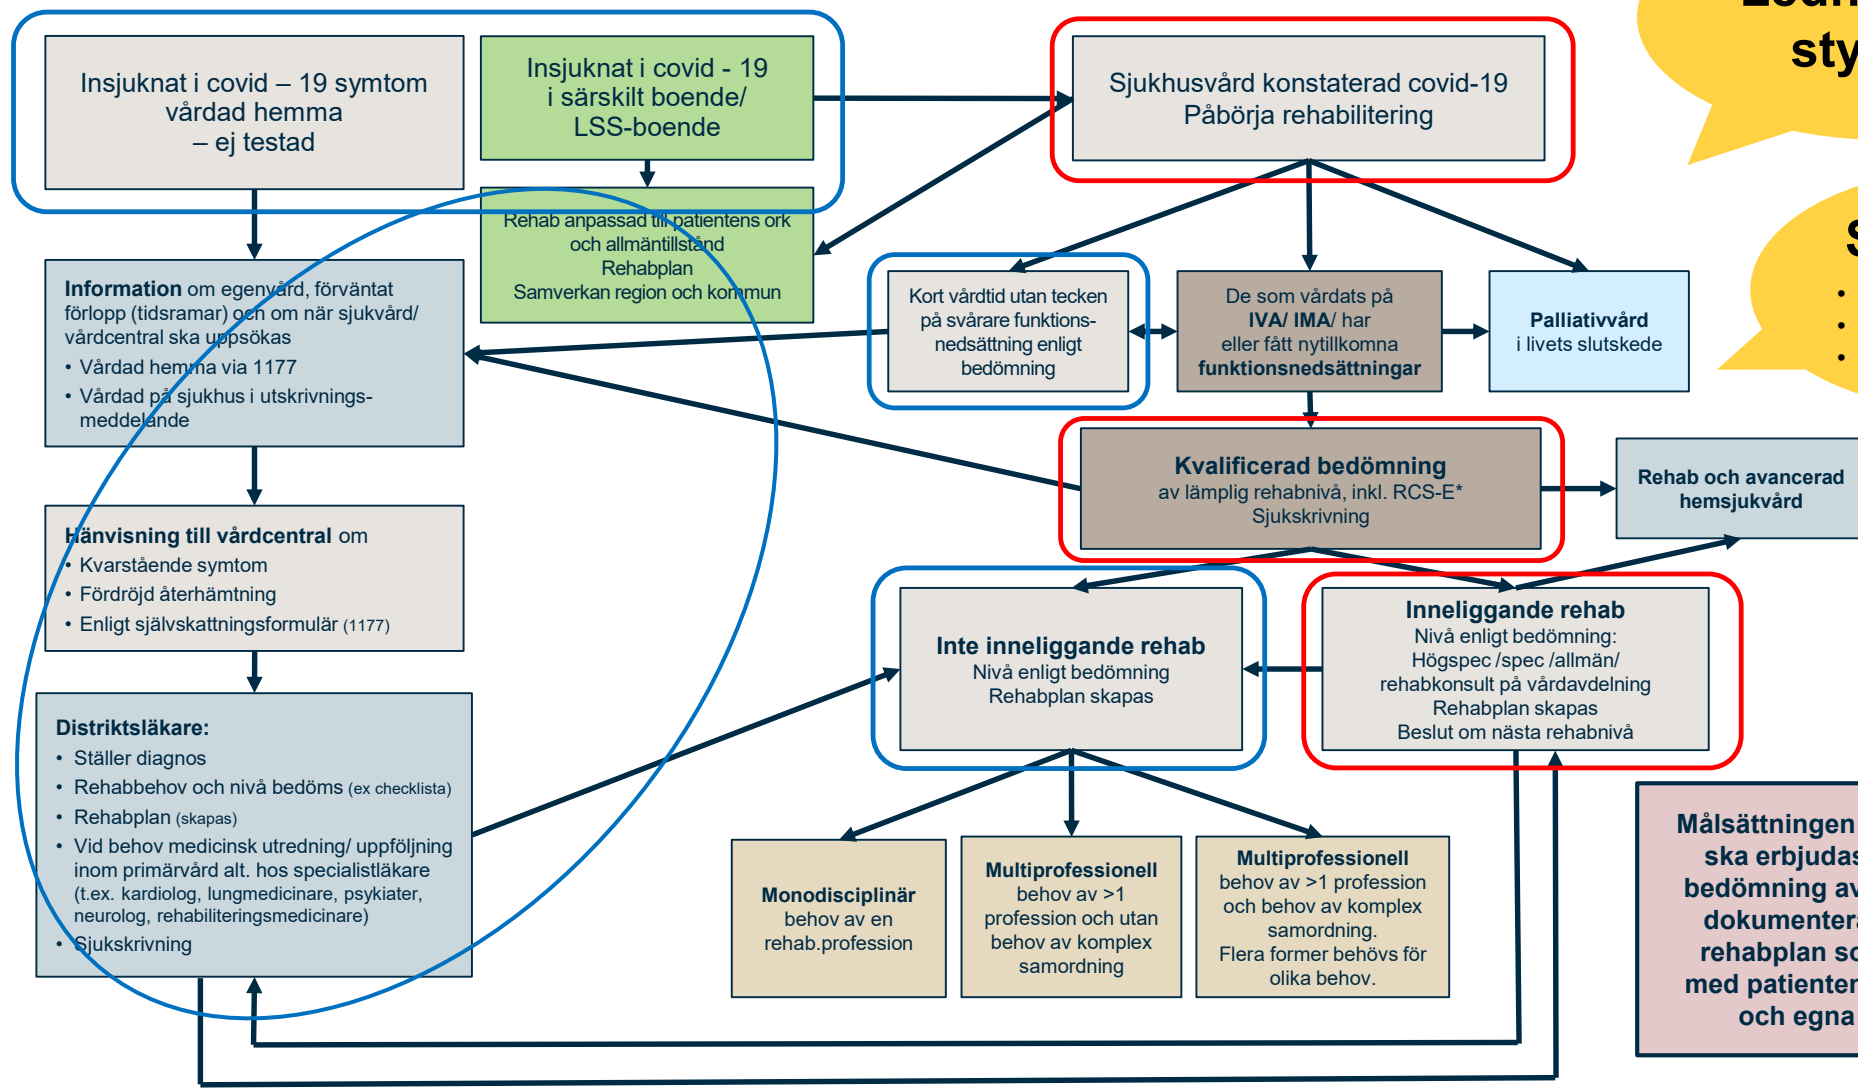 Insjuknat i covid – 19 symtom
vårdad hemma
– ej testad
Insjuknat i covid - 19
i särskilt boende/
LSS-boende
Sjukhusvård konstaterad covid-19
Påbörja rehabilitering
sty
S
Rehab anpassad till patientens ork
och allmäntillstånd
Rehabplan
Samverkan region och kommun
Information om egenvård, förväntat
förlopp (tidsramar) och om när sjukvård/
vårdcentral ska uppsökas
• Vårdad hemma via 1177
• Vårdad på sjukhus i utskrivnings-
meddelande
Kort vårdtid utan tecken
på svårare funktions-
nedsättning enligt
bedömning
De som vårdats på
IVA/ IMA/ har
eller fått nytillkomna
funktionsnedsättningar
Palliativvård
i livets slutskede
Kvalificerad bedömning
av lämplig rehabnivå, inkl. RCS-E*
Sjukskrivning
Rehab och avancerad
hemsjukvård
Hänvisning till vårdcentral om
• Kvarstående symtom
• Fördröjd återhämtning
• Enligt självskattningsformulär (1177)
Inte inneliggande rehab
Nivå enligt bedömning
Rehabplan skapas
Inneliggande rehab
Nivå enligt bedömning:
Högspec /spec /allmän/
rehabkonsult på vårdavdelning
Rehabplan skapas
Beslut om nästa rehabnivå
Distriktsläkare:
• Ställer diagnos
• Rehabbehov och nivå bedöms (ex checklista)
• Rehabplan (skapas)
• Vid behov medicinsk utredning/ uppföljning
inom primärvård alt. hos specialistläkare
(t.ex. kardiolog, lungmedicinare, psykiater,
neurolog, rehabiliteringsmedicinare)
• Sjukskrivning
Monodisciplinär
behov av en
rehab.profession
Multiprofessionell
behov av >1
profession och utan
behov av komplex
samordning
Multiprofessionell
behov av >1 profession
och behov av komplex
samordning.
Flera former behövs för
olika behov.
Målsättningen
ska erbjudas
bedömning av
dokumentera
rehabplan so
med patienten
och egna